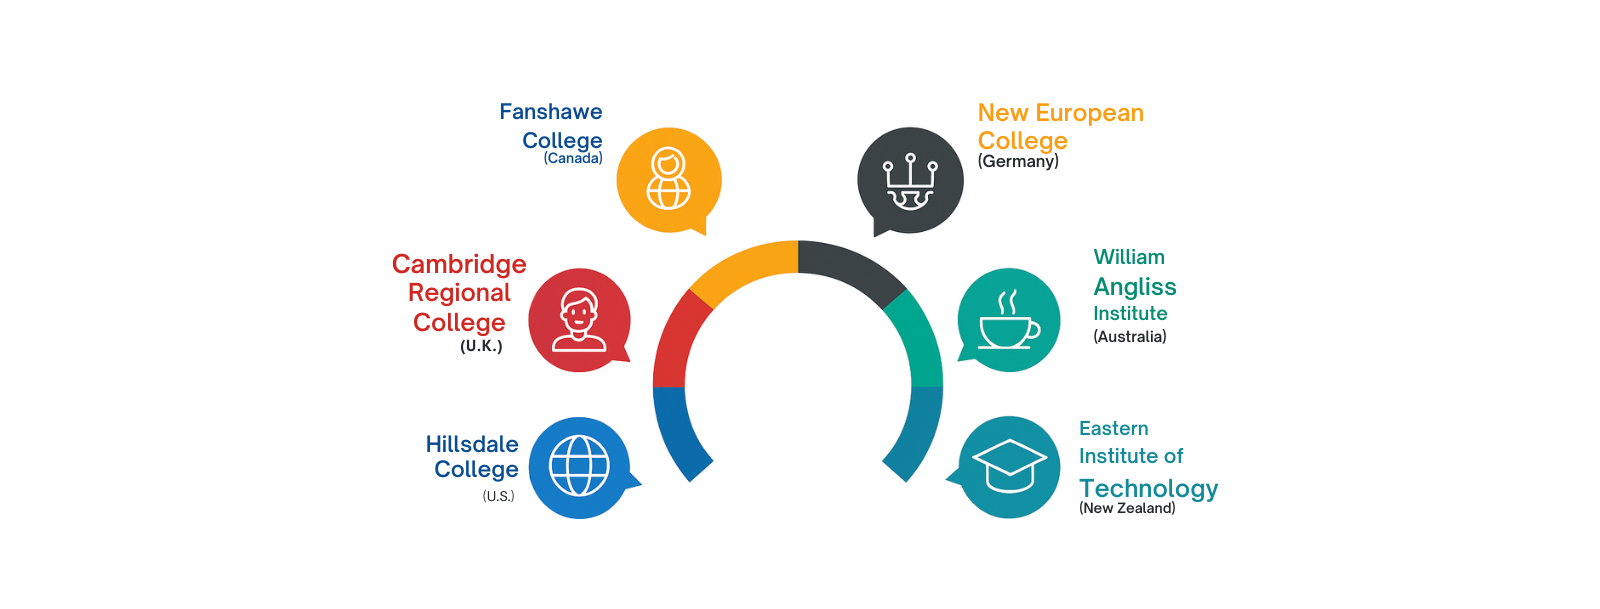 Fanshawe
College
(Canada)
New European
College
(Germany)
Cambridge
Regional
College
(U.K.)
William
Angliss
Institute
(Australia)
Hillsdale
College
(U.S.)
Eastern
Institute of
Technology
(New Zealand)